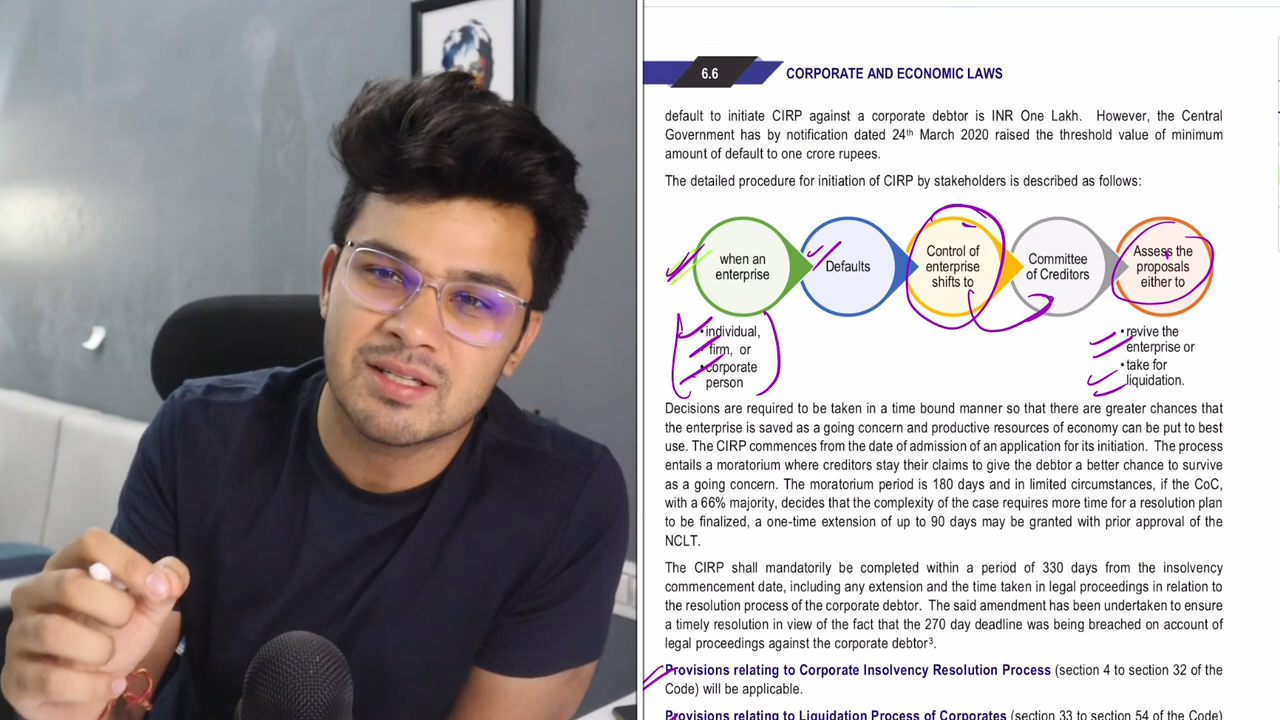 6.6 CORPORATE AND ECONOMIC LAWS
default to initiate CIRP against a corporate debtor is INR One Lakh. However, the Central
Government has by notification dated 24th March 2020 raised the threshold value of minimum
amount of default to one crore rupees.
The detailed procedure for initiation of CIRP by stakeholders is described as follows:
when an
enterprise
Defaults
Control of
enterprise
shifts to
Committee
of Creditors
Assess the
proposals
either to
• individual,
• firm, or
• corporate
person
• revive the
enterprise or
• take for
liquidation.
Decisions are required to be taken in a time bound manner so that there are greater chances that
the enterprise is saved as a going concern and productive resources of economy can be put to best
use. The CIRP commences from the date of admission of an application for its initiation. The process
entails a moratorium where creditors stay their claims to give the debtor a better chance to survive
as a going concern. The moratorium period is 180 days and in limited circumstances, if the CoC,
with a 66% majority, decides that the complexity of the case requires more time for a resolution plan
to be finalized, a one-time extension of up to 90 days may be granted with prior approval of the
NCLT.
The CIRP shall mandatorily be completed within a period of 330 days from the insolvency
commencement date, including any extension and the time taken in legal proceedings in relation to
the resolution process of the corporate debtor. The said amendment has been undertaken to ensure
a timely resolution in view of the fact that the 270 day deadline was being breached on account of
legal proceedings against the corporate debtor³.
Provisions relating to Corporate Insolvency Resolution Process (section 4 to section 32 of the
Code) will be applicable.
Provisions relating to Liquidation Process of Corporates (section 33 to section 54 of the Code)